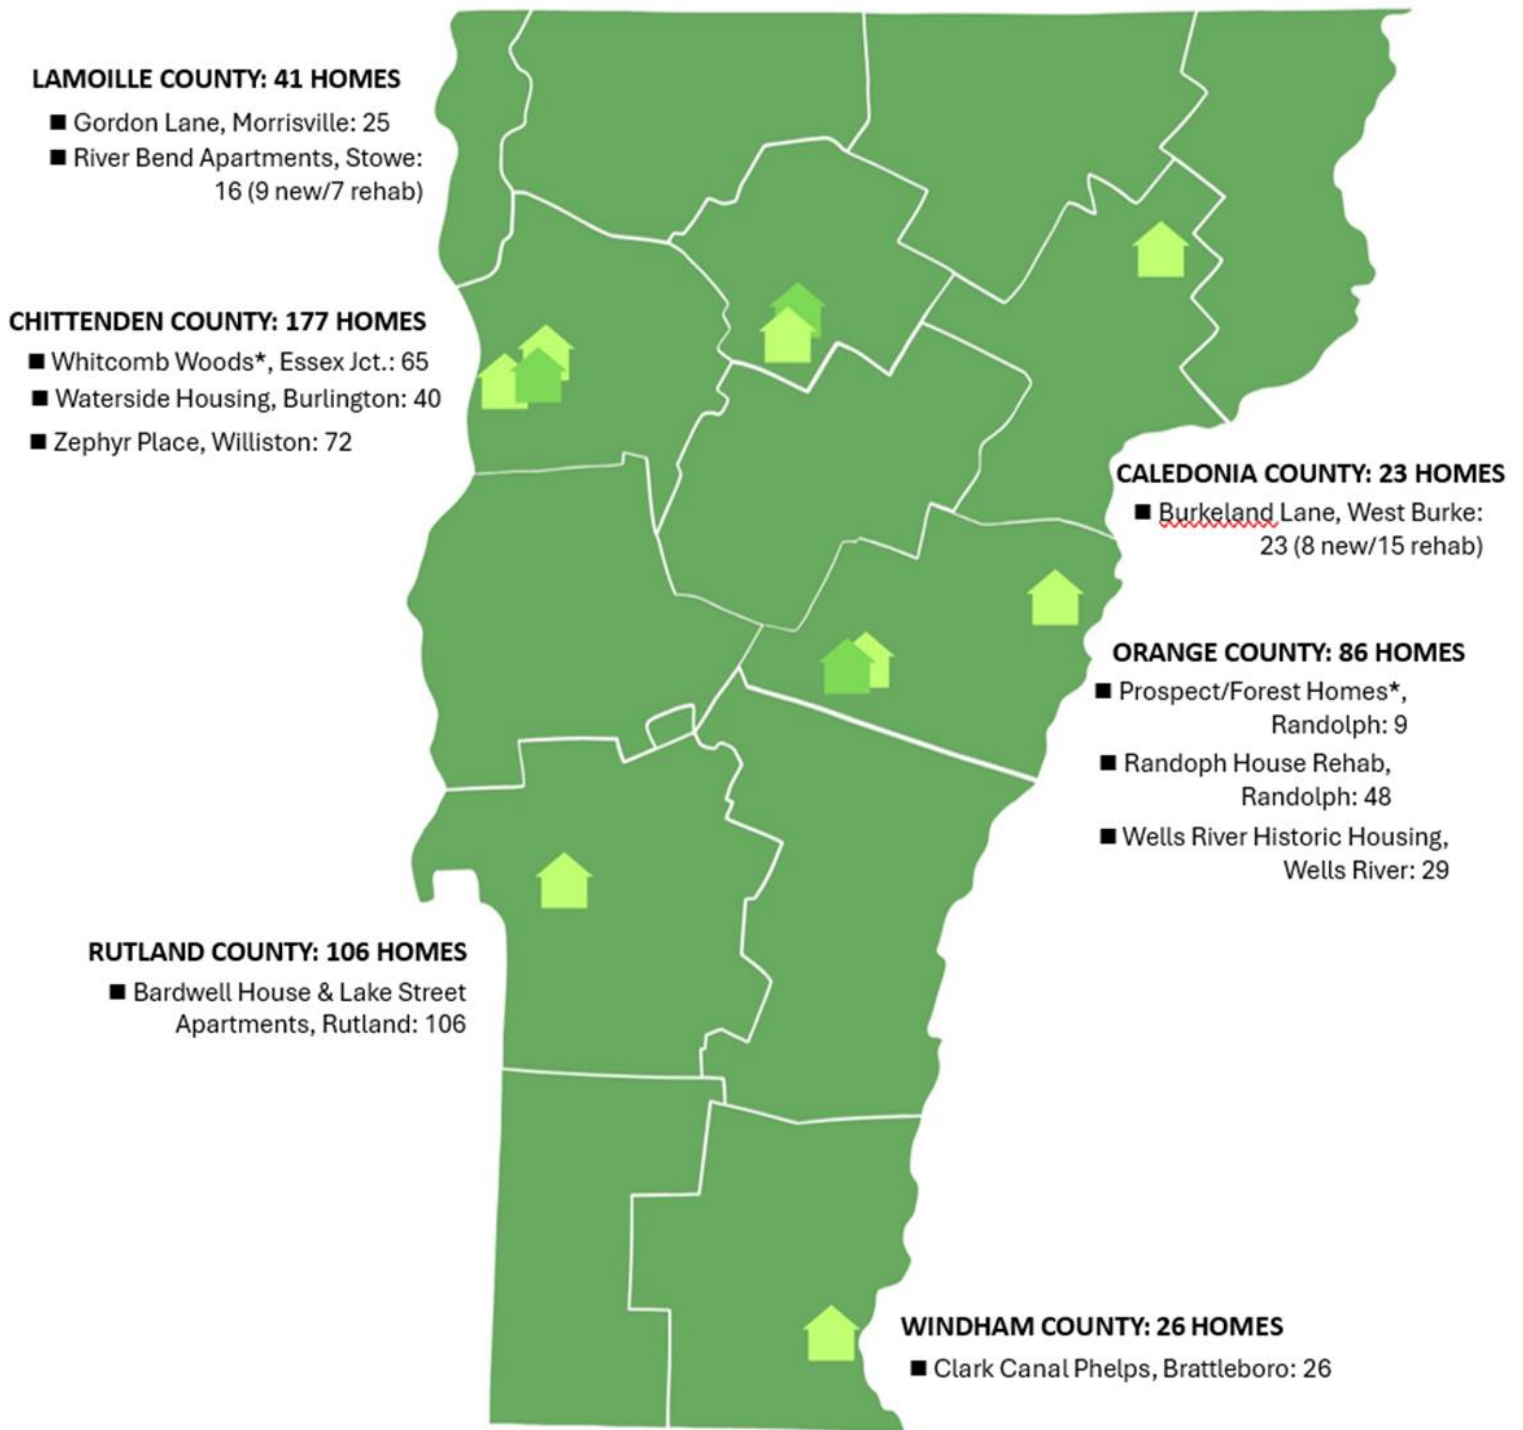 LAMOILLE COUNTY: 41 HOMES
■ Gordon Lane, Morrisville: 25
■ River Bend Apartments, Stowe:
16 (9 new/7 rehab)
CHITTENDEN COUNTY: 177 HOMES
■ Whitcomb Woods*, Essex Jct.: 65
■ Waterside Housing, Burlington: 40
■ Zephyr Place, Williston: 72
CALEDONIA COUNTY: 23 HOMES
■ Burkeland Lane, West Burke:
23 (8 new/15 rehab)
ORANGE COUNTY: 86 HOMES
■ Prospect/Forest Homes*,
Randolph: 9
■ Randoph House Rehab,
Randolph: 48
■ Wells River Historic Housing,
Wells River: 29
RUTLAND COUNTY: 106 HOMES
■ Bardwell House & Lake Street
Apartments, Rutland: 106
WINDHAM COUNTY: 26 HOMES
■ Clark Canal Phelps, Brattleboro: 26